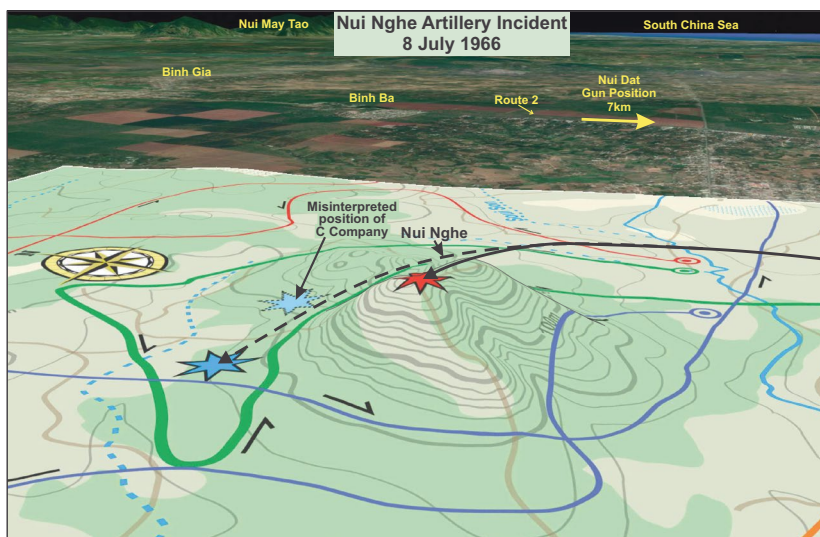 Nui Nghe Artillery Incident
8 July 1966
Nui May Tao
South China Sea
Binh Gia
Binh Ba
Route 2
Nui Dat
Gun Position
7km
Misinterpreted
position of
C Company
Nui Nghe
100m